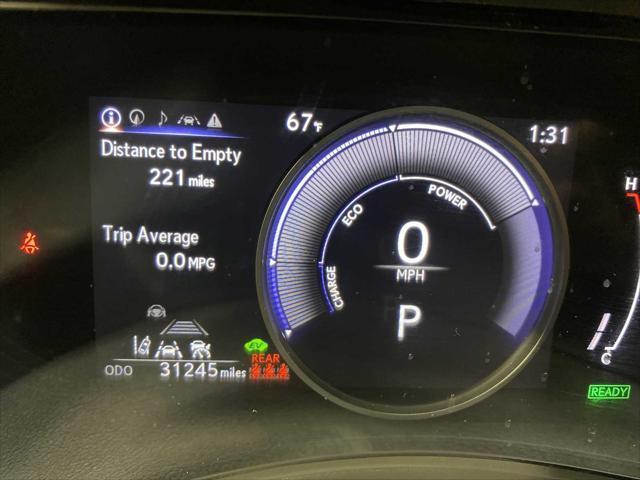 67°F
1:31
Distance to Empty
221 miles
H
POWER
ECO
Trip Average
0.0 MPG
0
MPH
CHARGE
P
EV
REAR
C
ODO 31245 miles
READY